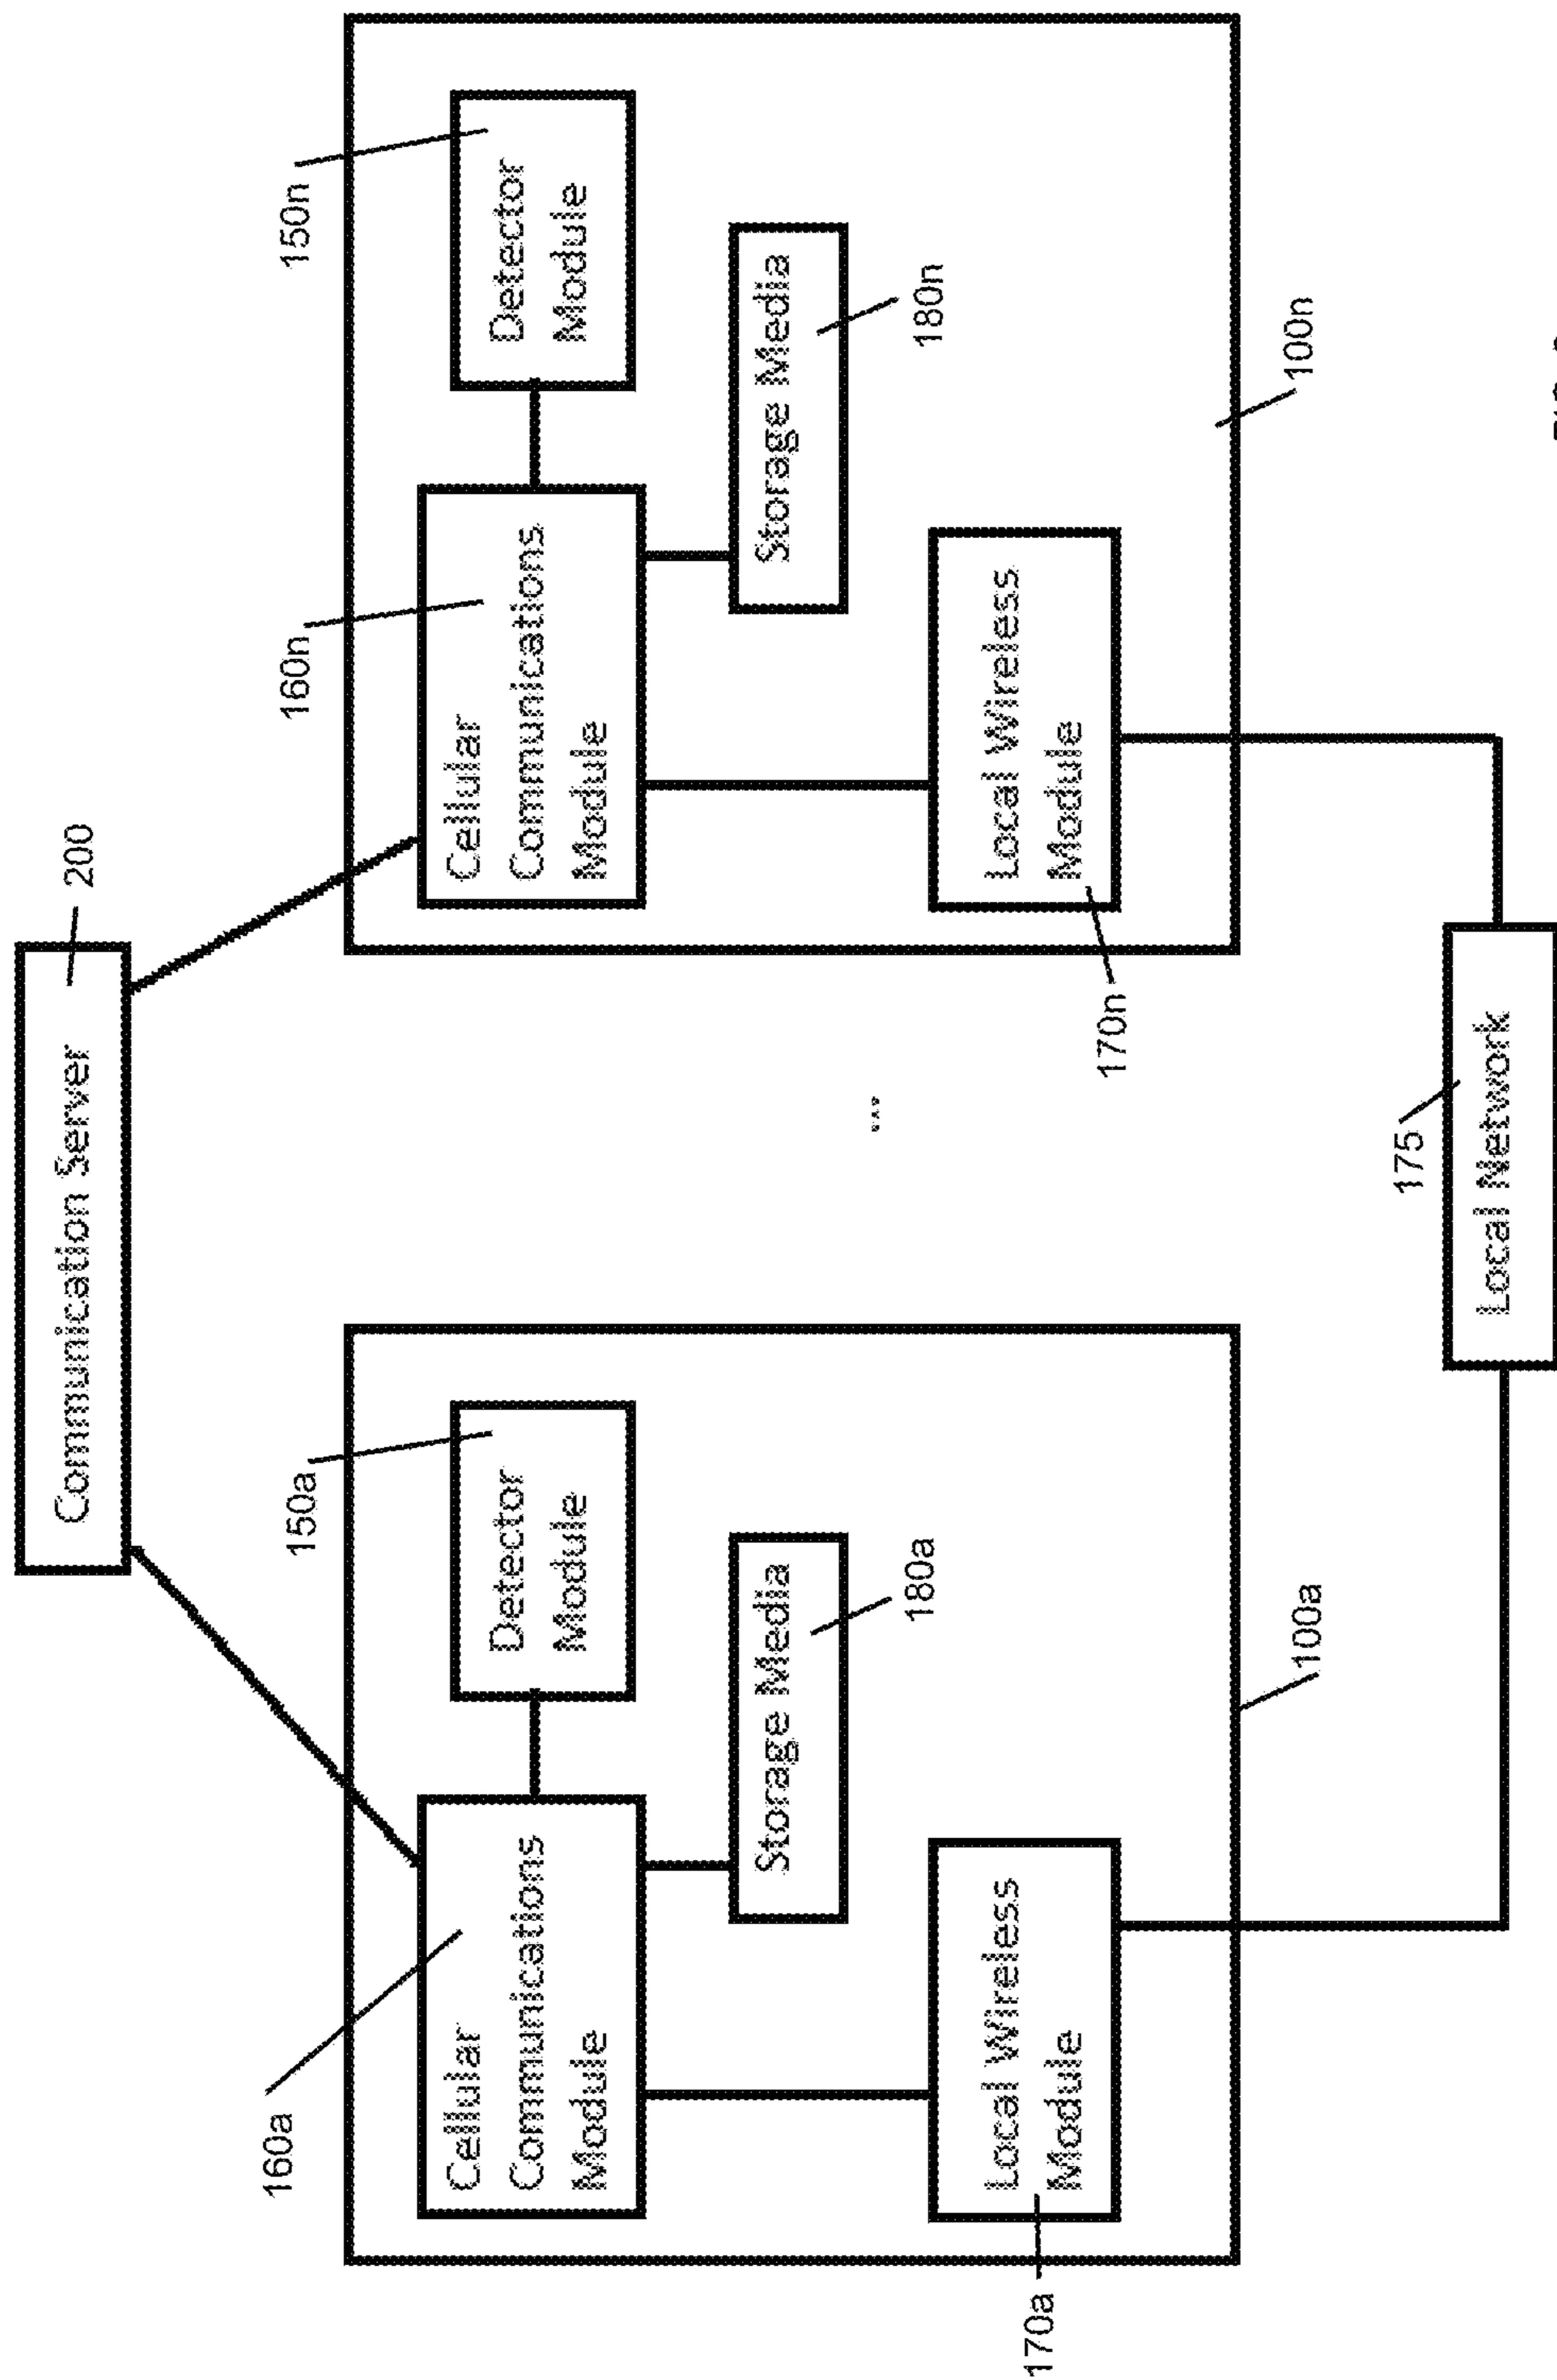 Communication Server
200
160a
Cellular
Communications
Module
150a
Detector
Module
Storage Media
180a
Local Wireless
Module
170a
100a
...
160n
Cellular
Communications
Module
150n
Detector
Module
Storage Media
180n
Local Wireless
Module
170n
100n
175
Local Network